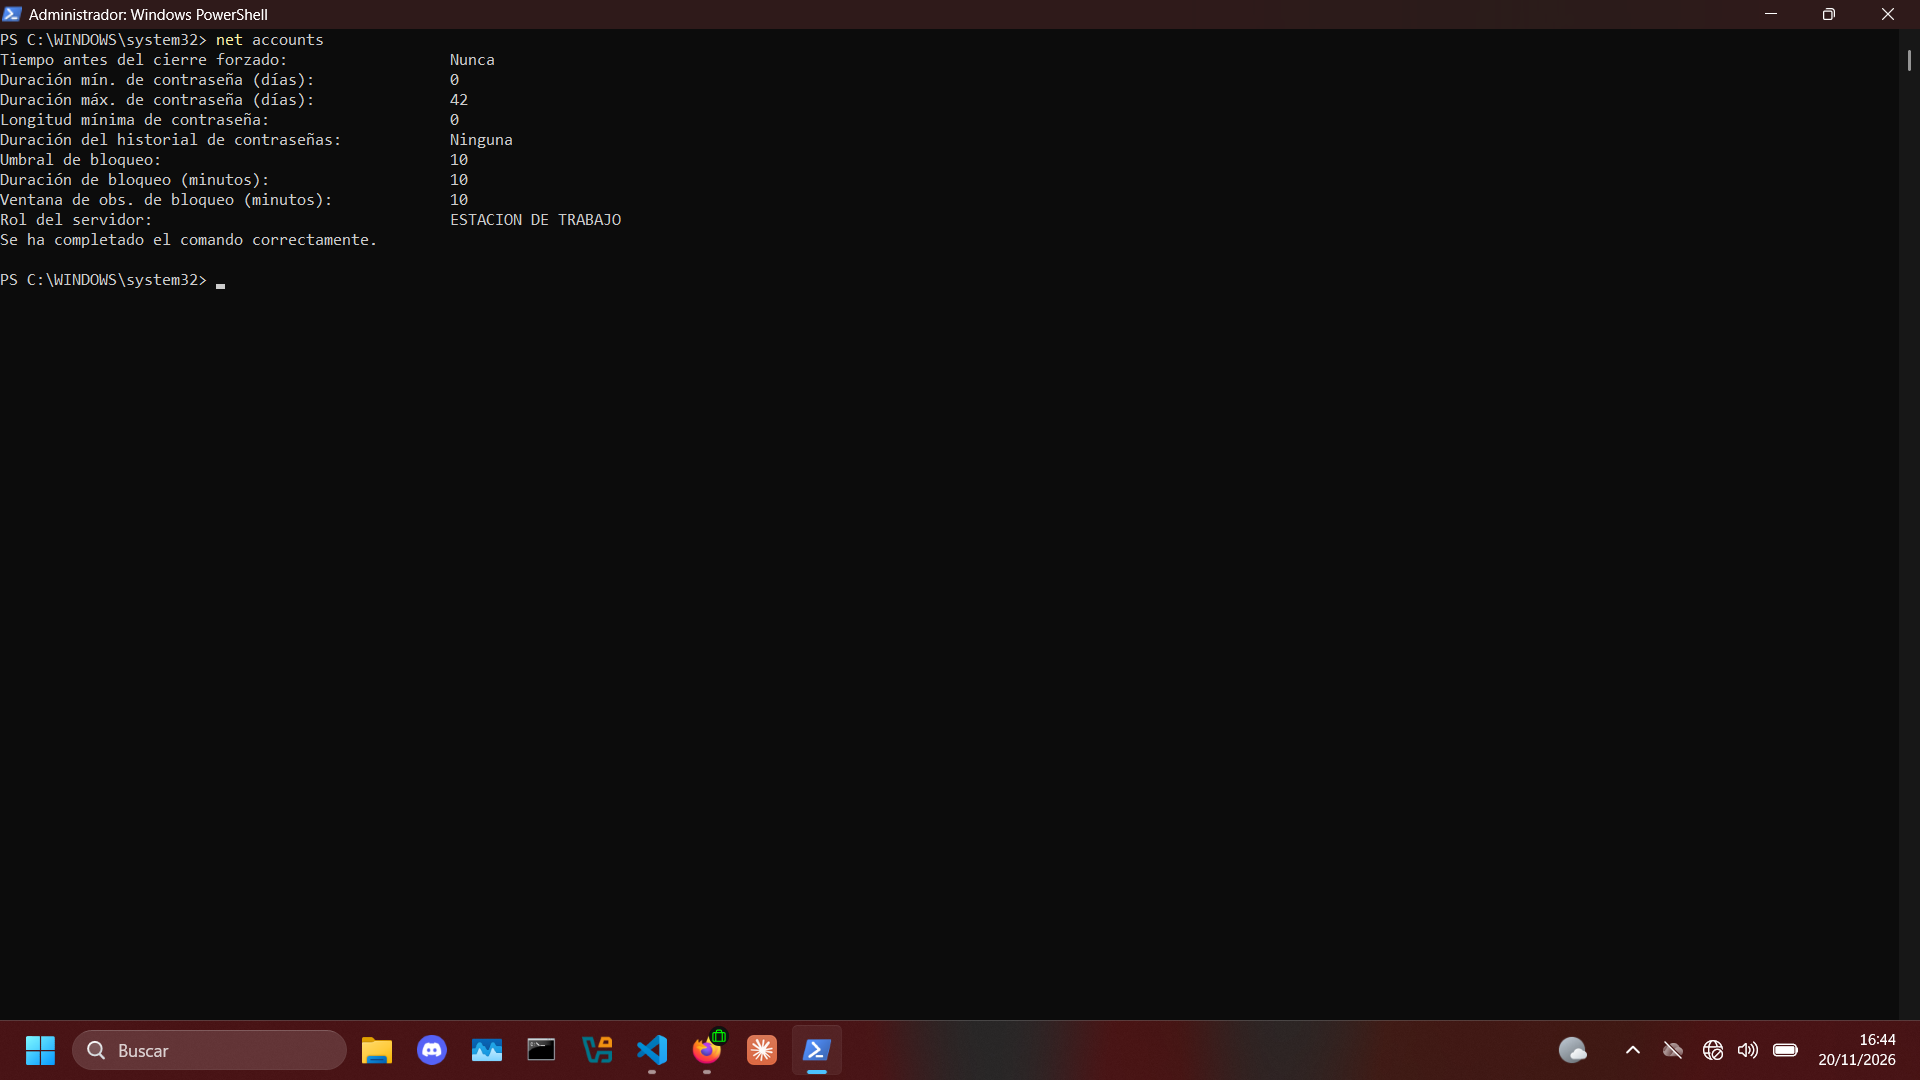 Administrador: Windows PowerShell
PS C:\WINDOWS\system32> net accounts
Tiempo antes del cierre forzado: Nunca
Duración mín. de contraseña (días): 0
Duración máx. de contraseña (días): 42
Longitud mínima de contraseña: 0
Duración del historial de contraseñas: Ninguna
Umbral de bloqueo: 10
Duración de bloqueo (minutos): 10
Ventana de obs. de bloqueo (minutos): 10
Rol del servidor: ESTACION DE TRABAJO
Se ha completado el comando correctamente.
PS C:\WINDOWS\system32>
Buscar
16:44
20/11/2026